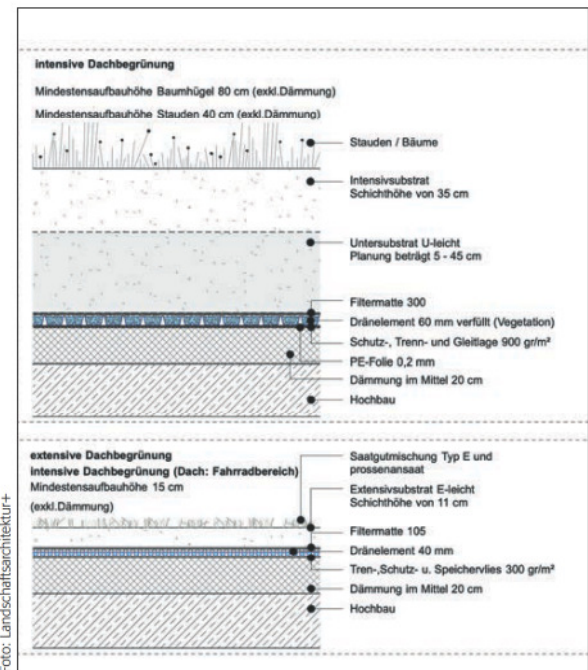 intensive Dachbegrünung
Mindestensaufbauhöhe Baumhügel 80 cm (exkl.Dämmung)
Mindestensaufbauhöhe Stauden 40 cm (exkl.Dämmung)
Stauden / Bäume
Intensivsubstrat
Schichthöhe von 35 cm
Untersubstrat U-leicht
Planung beträgt 5 - 45 cm
Filtermatte 300
Dränelement 60 mm verfüllt (Vegetation)
Schutz-, Trenn- und Gleitlage 900 gr/m²
PE-Folie 0,2 mm
Dämmung im Mittel 20 cm
Hochbau
extensive Dachbegrünung
intensive Dachbegrünung (Dach: Fahrradbereich)
Mindestensaufbauhöhe 15 cm
(exkl.Dämmung)
Saatgutmischung Typ E und
prossenansaat
Extensivsubstrat E-leicht
Schichthöhe von 11 cm
Filtermatte 105
Dränelement 40 mm
Tren-,Schutz- u. Speichervlies 300 gr/m²
Dämmung im Mittel 20 cm
Hochbau
Foto: Landschaftsarchitektur+